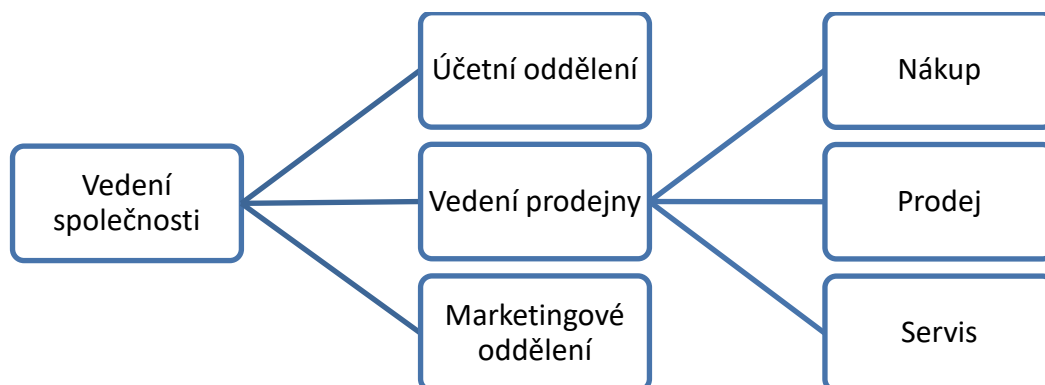 Vedení
společnosti
Účetní oddělení
Vedení prodejny
Marketingové
oddělení
Nákup
Prodej
Servis